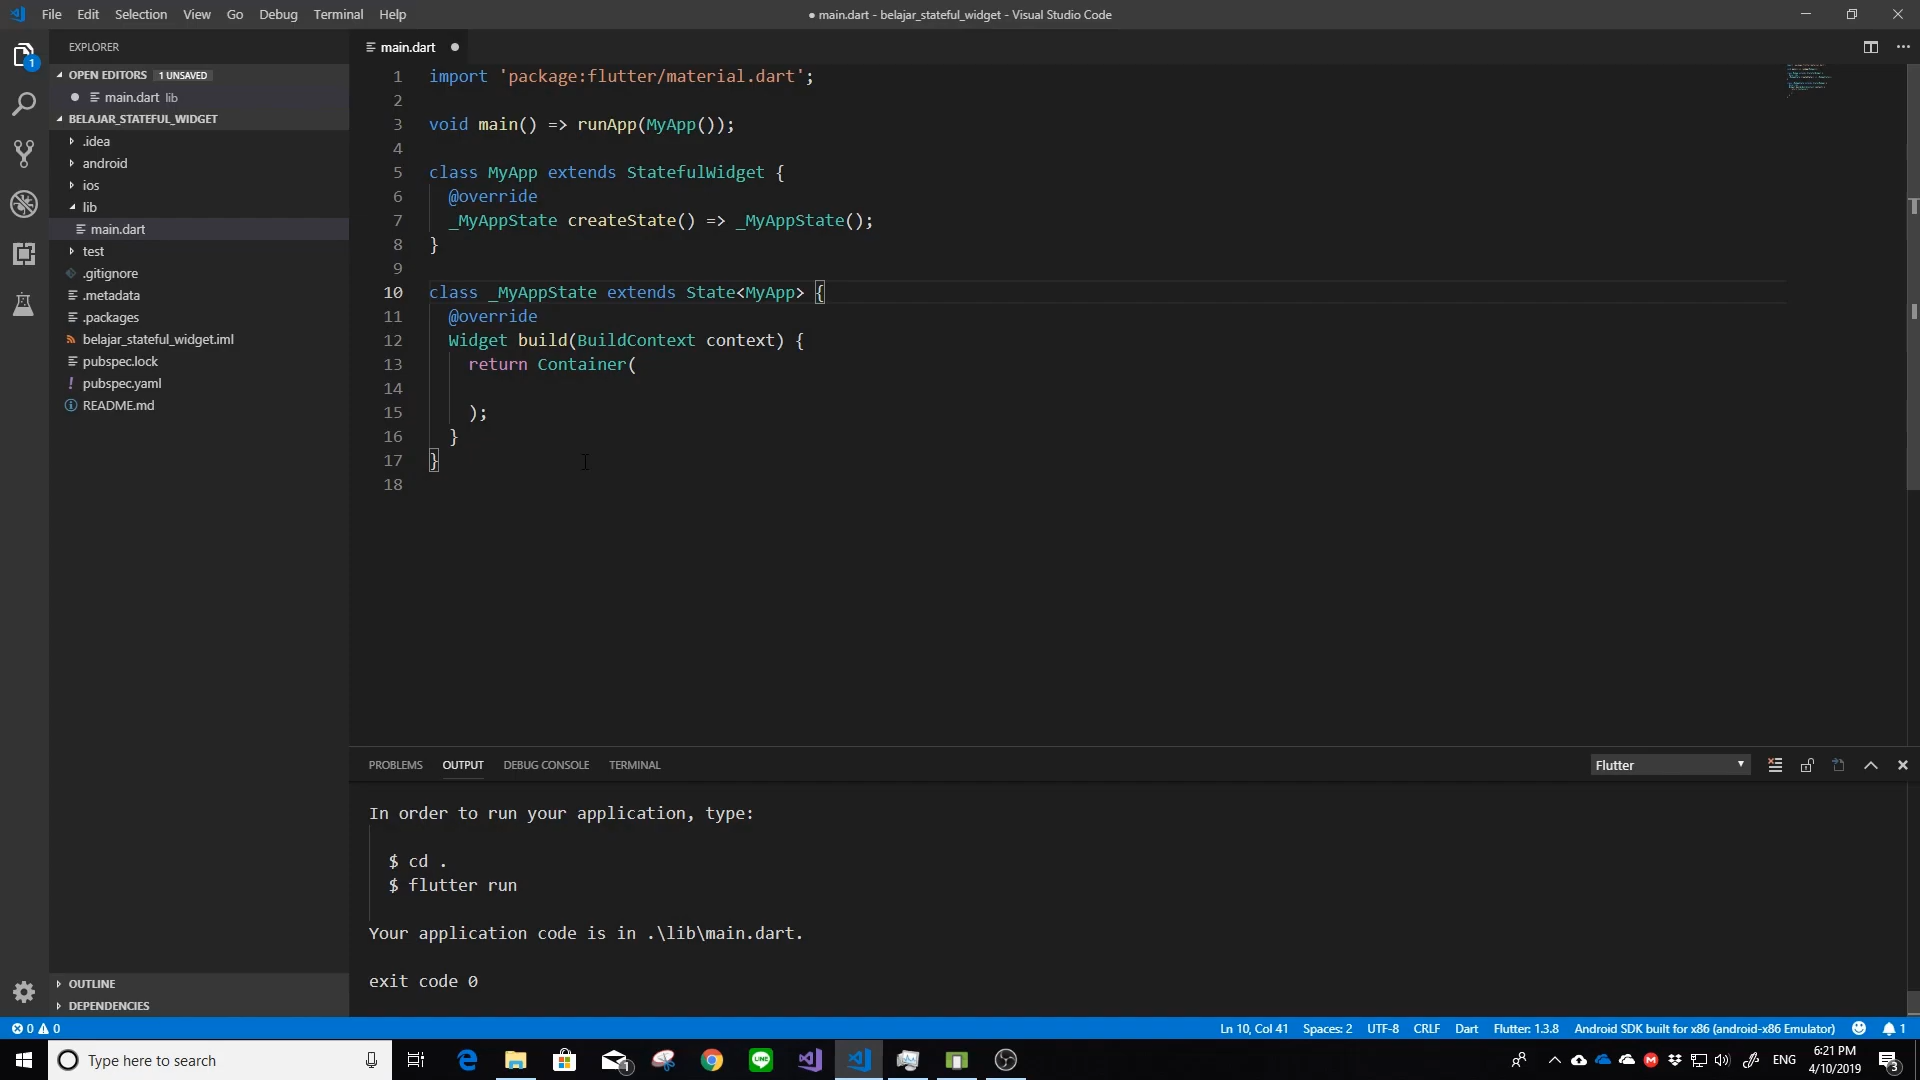 File Edit Selection View Go Debug Terminal Help
● main.dart - belajar_stateful_widget - Visual Studio Code
EXPLORER
OPEN EDITORS 1 UNSAVED
main.dart lib
BELAJAR_STATEFUL_WIDGET
.idea
android
ios
lib
main.dart
test
.gitignore
.metadata
.packages
belajar_stateful_widget.iml
pubspec.lock
! pubspec.yaml
README.md
OUTLINE
DEPENDENCIES
1
main.dart
1 import 'package:flutter/material.dart';
2
3 void main() => runApp(MyApp());
4
5 class MyApp extends StatefulWidget {
6 @override
7 _MyAppState createState() => _MyAppState();
8 }
9
10 class _MyAppState extends State<MyApp> {
11 @override
12 Widget build(BuildContext context) {
13 return Container(
14
15 );
16 }
17 }
18
PROBLEMS OUTPUT DEBUG CONSOLE TERMINAL
Flutter
In order to run your application, type:
$ cd .
$ flutter run
Your application code is in .\lib\main.dart.
exit code 0
0 0
Ln 10, Col 41 Spaces: 2 UTF-8 CRLF Dart Flutter: 1.3.8 Android SDK built for x86 (android-x86 Emulator) 1
Type here to search
1
LINE
ENG
6:21 PM
4/10/2019
3